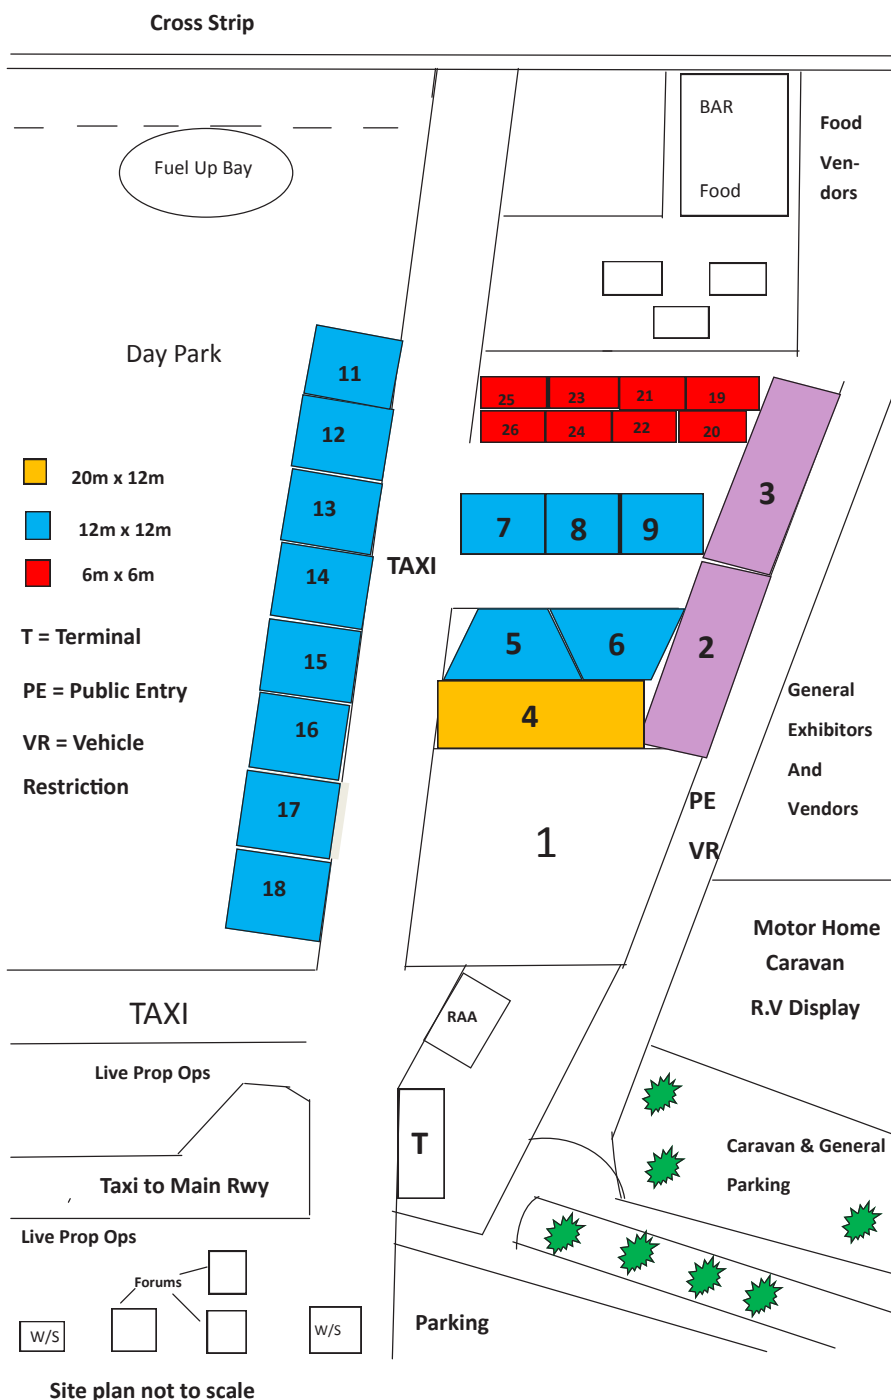 Cross Strip
BAR
Food
Food
Ven-
dors
Fuel Up Bay
Day Park
11
12
13
14
15
16
17
18
25
23
21
19
26
24
22
20
3
7
8
9
2
5
6
4
1
TAXI
20m x 12m
12m x 12m
6m x 6m
T = Terminal
PE = Public Entry
VR = Vehicle
Restriction
General
Exhibitors
And
Vendors
PE
VR
Motor Home
Caravan
R.V Display
RAA
TAXI
Live Prop Ops
T
Caravan & General
Parking
Taxi to Main Rwy
Live Prop Ops
Forums
W/S
W/S
Parking
Site plan not to scale